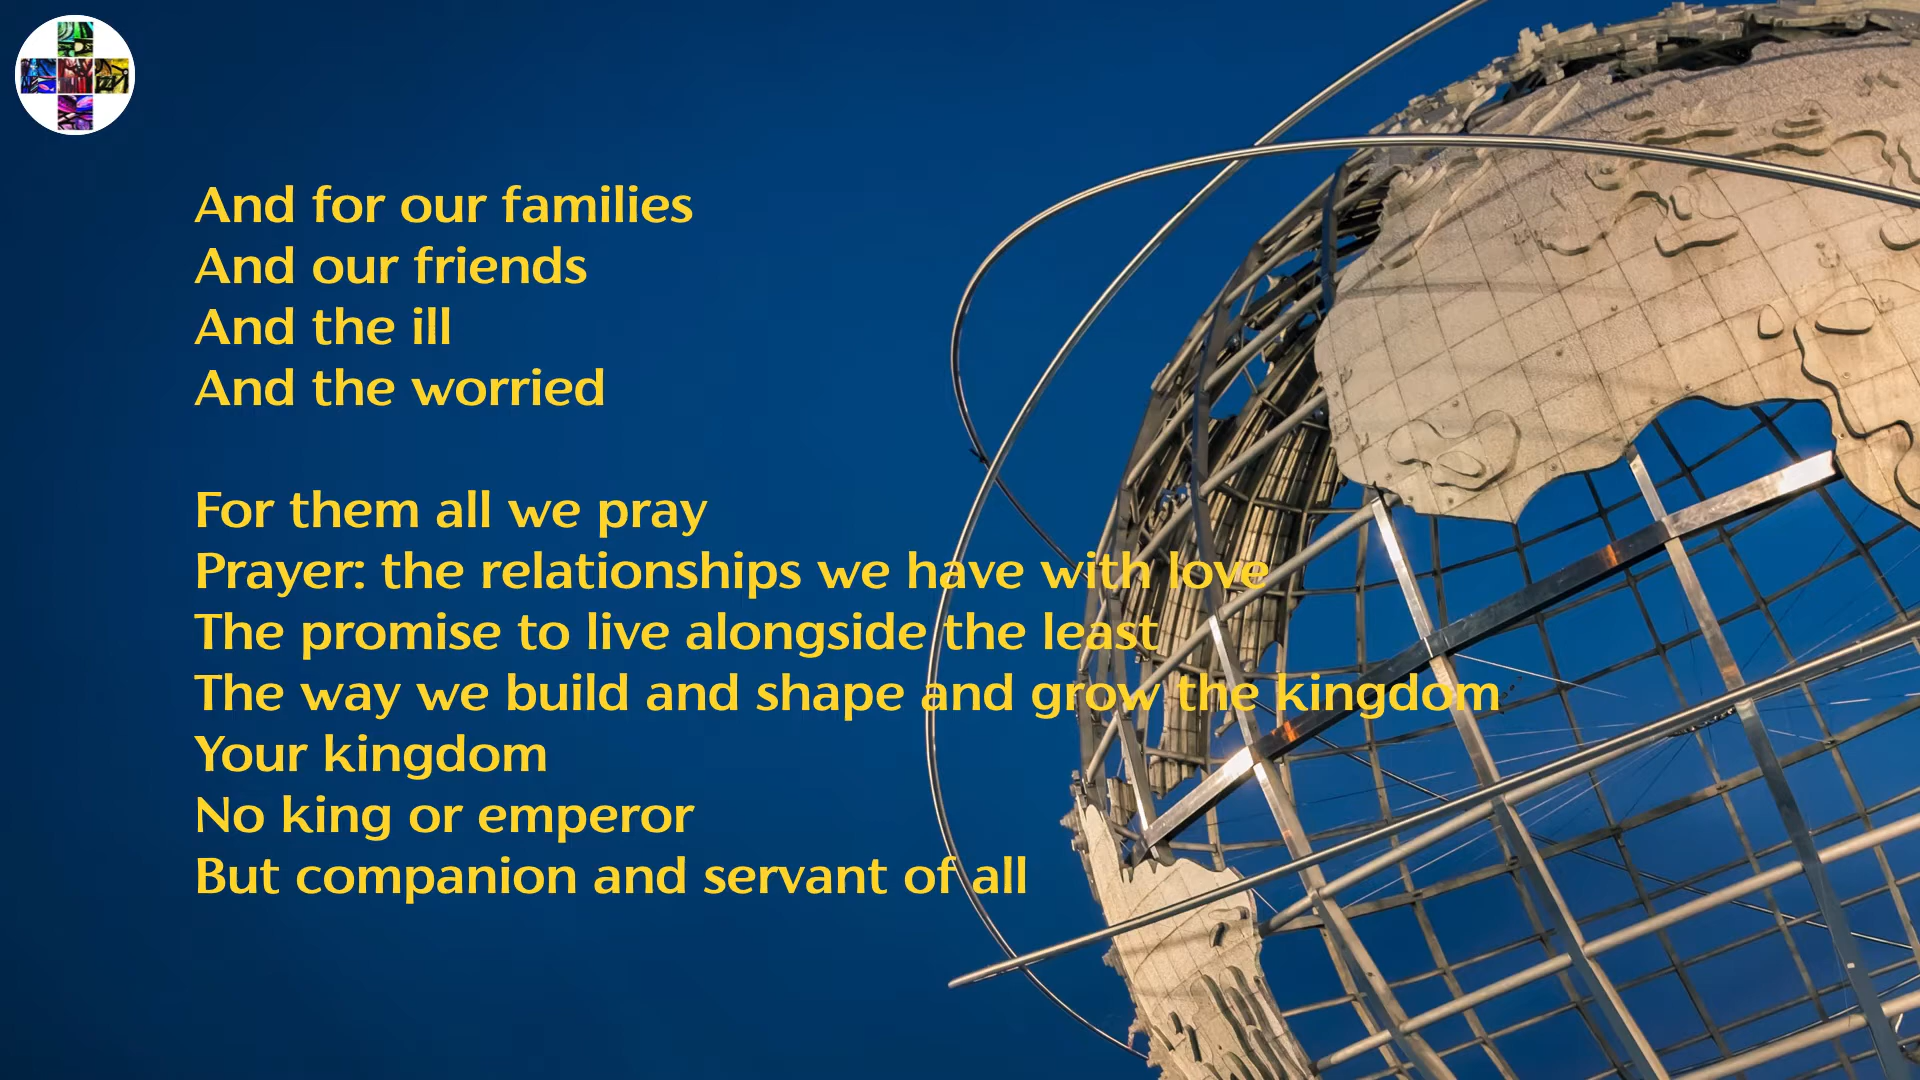 And for our families
And our friends
And the ill
And the worried
For them all we pray
Prayer: the relationships we have with love
The promise to live alongside the least
The way we build and shape and grow the kingdom
Your kingdom
No king or emperor
But companion and servant of all